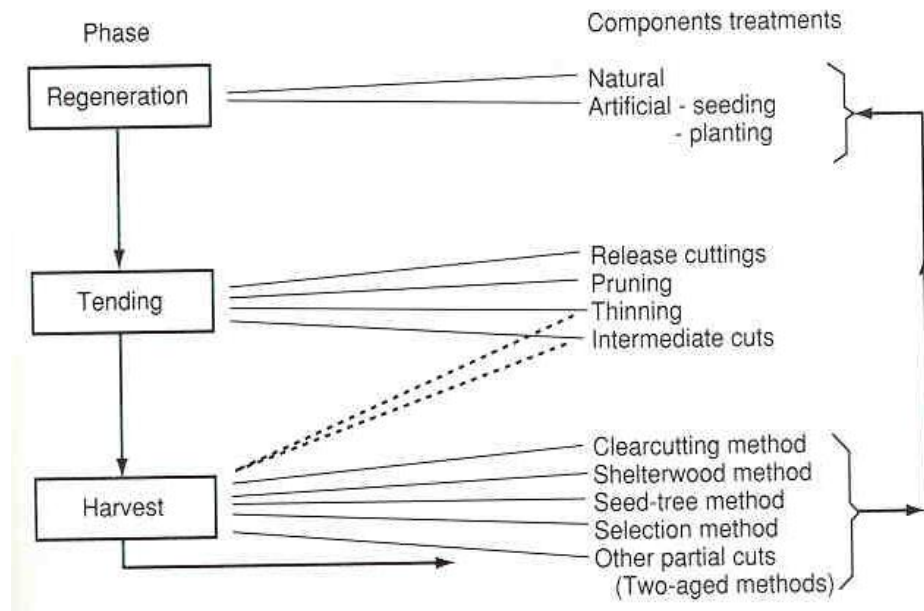 Phase
Components treatments
Regeneration
Natural
Artificial - seeding
- planting
Tending
Release cuttings
Pruning
Thinning
Intermediate cuts
Harvest
Clearcutting method
Shelterwood method
Seed-tree method
Selection method
Other partial cuts
(Two-aged methods)